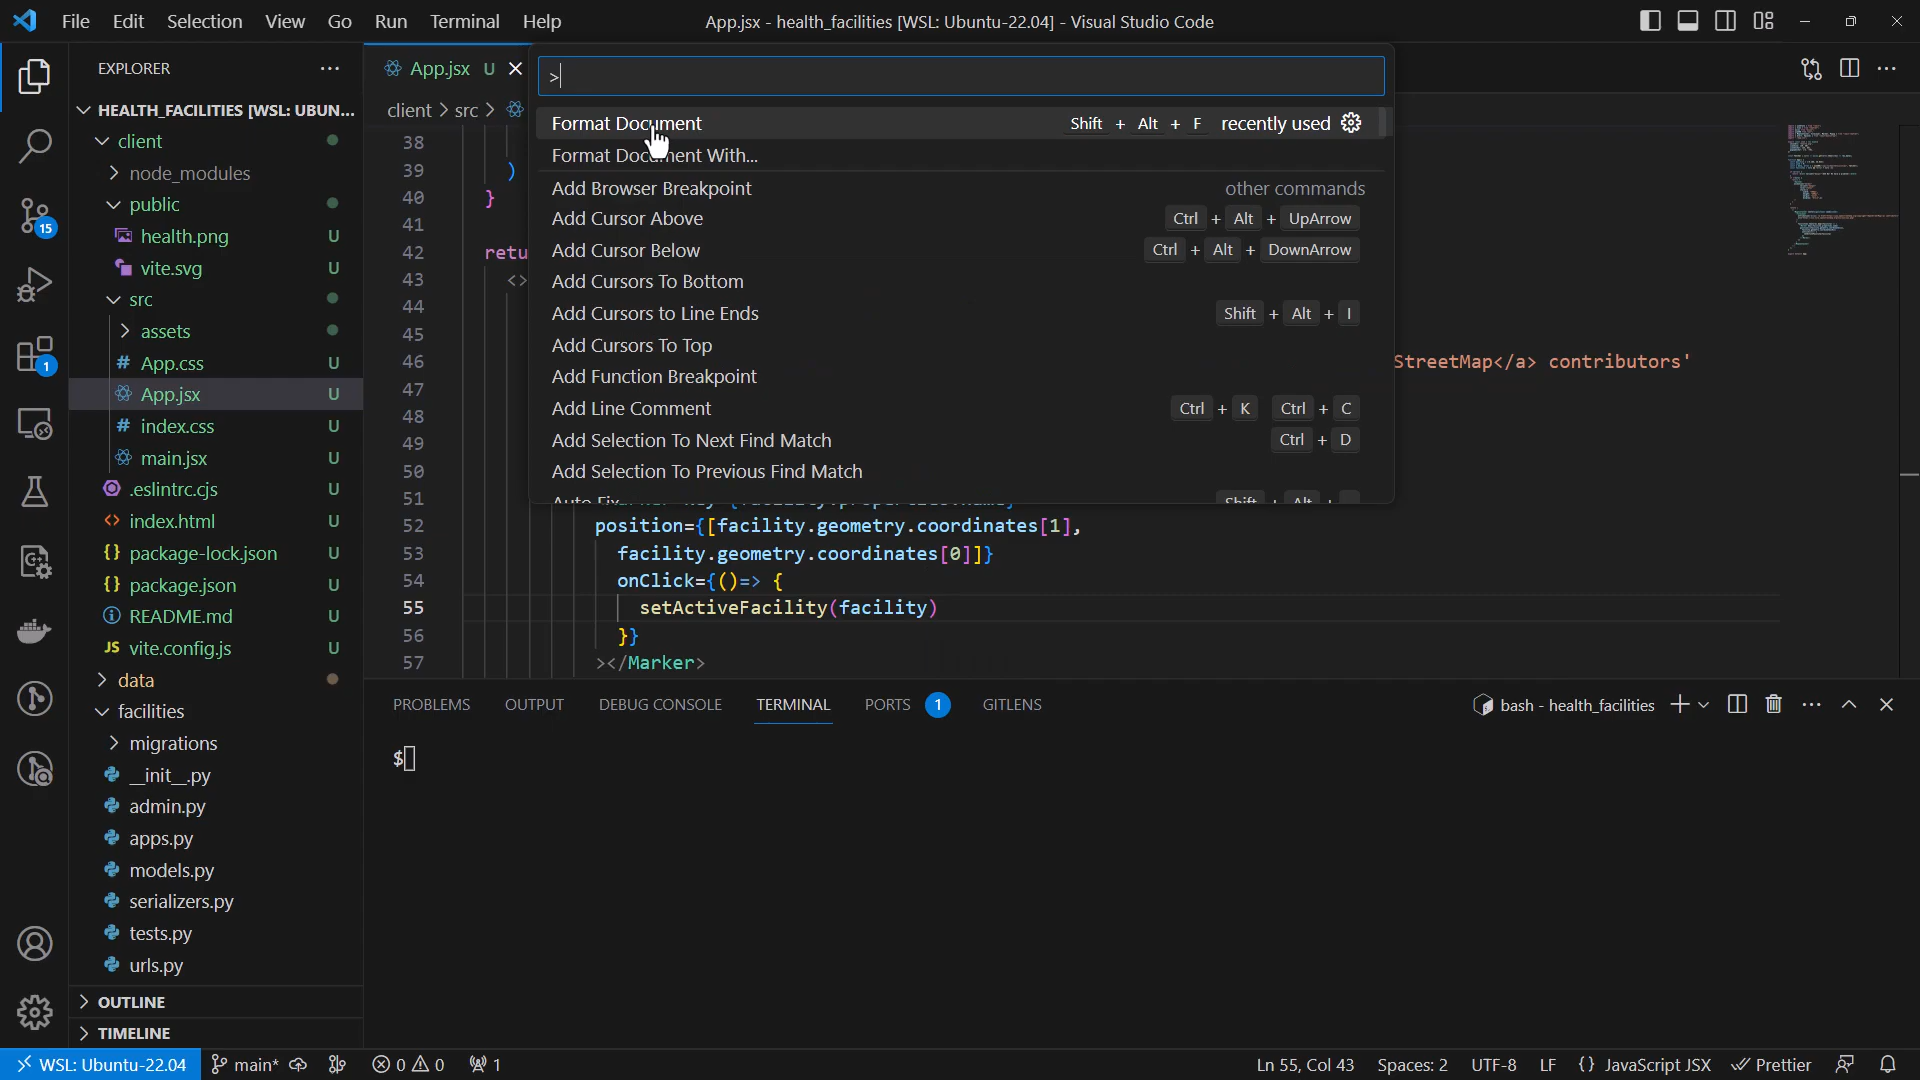 File Edit Selection View Go Run Terminal Help
App.jsx - health_facilities [WSL: Ubuntu-22.04] - Visual Studio Code
EXPLORER
HEALTH_FACILITIES [WSL: UBUN...
client
node_modules
public
health.png U
vite.svg U
src
assets
App.css U
App.jsx U
index.css U
main.jsx U
.eslintrc.cjs U
index.html U
package-lock.json U
package.json U
README.md U
vite.config.js U
data
facilities
migrations
__init__.py
admin.py
apps.py
models.py
serializers.py
tests.py
urls.py
OUTLINE
TIMELINE
15
1
App.jsx U
client > src >
>
Format Document Shift + Alt + F recently used
Format Document With...
Add Browser Breakpoint other commands
Add Cursor Above Ctrl + Alt + UpArrow
Add Cursor Below Ctrl + Alt + DownArrow
Add Cursors To Bottom
Add Cursors to Line Ends Shift + Alt + I
Add Cursors To Top
Add Function Breakpoint
Add Line Comment Ctrl + K Ctrl + C
Add Selection To Next Find Match Ctrl + D
Add Selection To Previous Find Match
Auto Fix Shift + Alt + .
38
39 )
40 }
41
42 retu
43 <>
44
45
46 StreetMap</a> contributors'
47
48
49
50
51
52 position={[facility.geometry.coordinates[1],
53 facility.geometry.coordinates[0]]}
54 onClick={()=> {
55 setActiveFacility(facility)
56 }}
57 ></Marker>
PROBLEMS OUTPUT DEBUG CONSOLE TERMINAL PORTS 1 GITLENS
bash - health_facilities
$
WSL: Ubuntu-22.04 main* 0 0 1
Ln 55, Col 43 Spaces: 2 UTF-8 LF {} JavaScript JSX Prettier